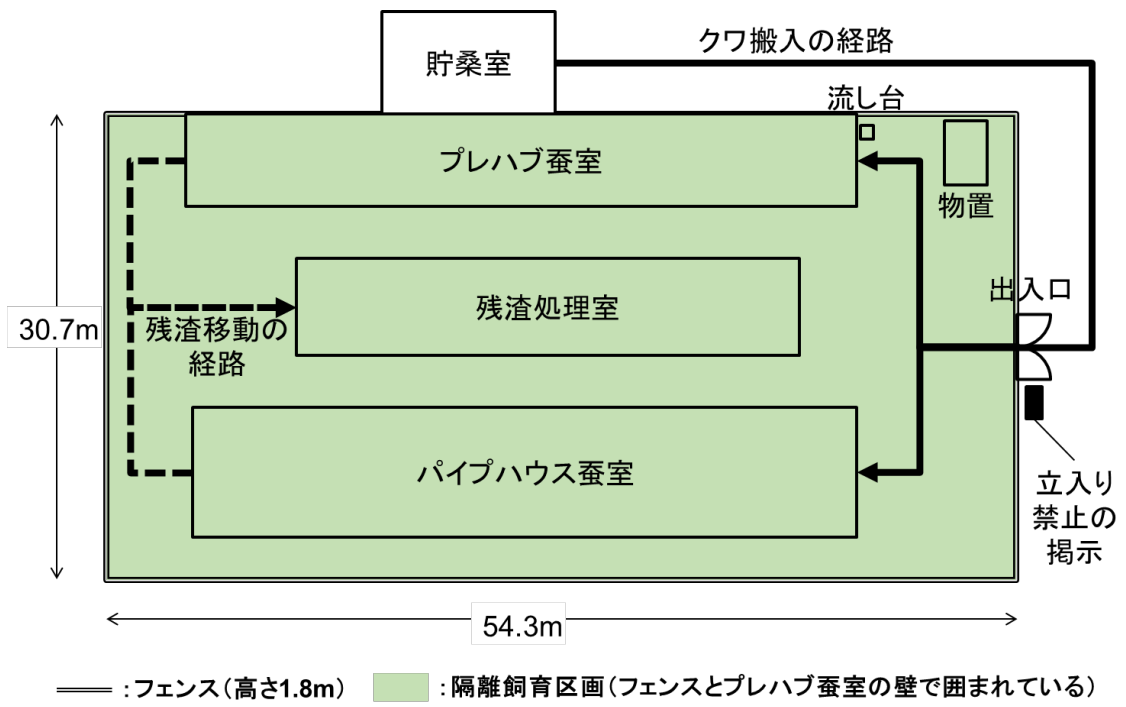 クワ搬入の経路
貯桑室
流し台
プレハブ蚕室
物置
出入口
残渣処理室
30.7m
残渣移動の
経路
パイプハウス蚕室
立入り
禁止の
掲示
54.3m
:フェンス(高さ1.8m)
:隔離飼育区画(フェンスとプレハブ蚕室の壁で囲まれている)